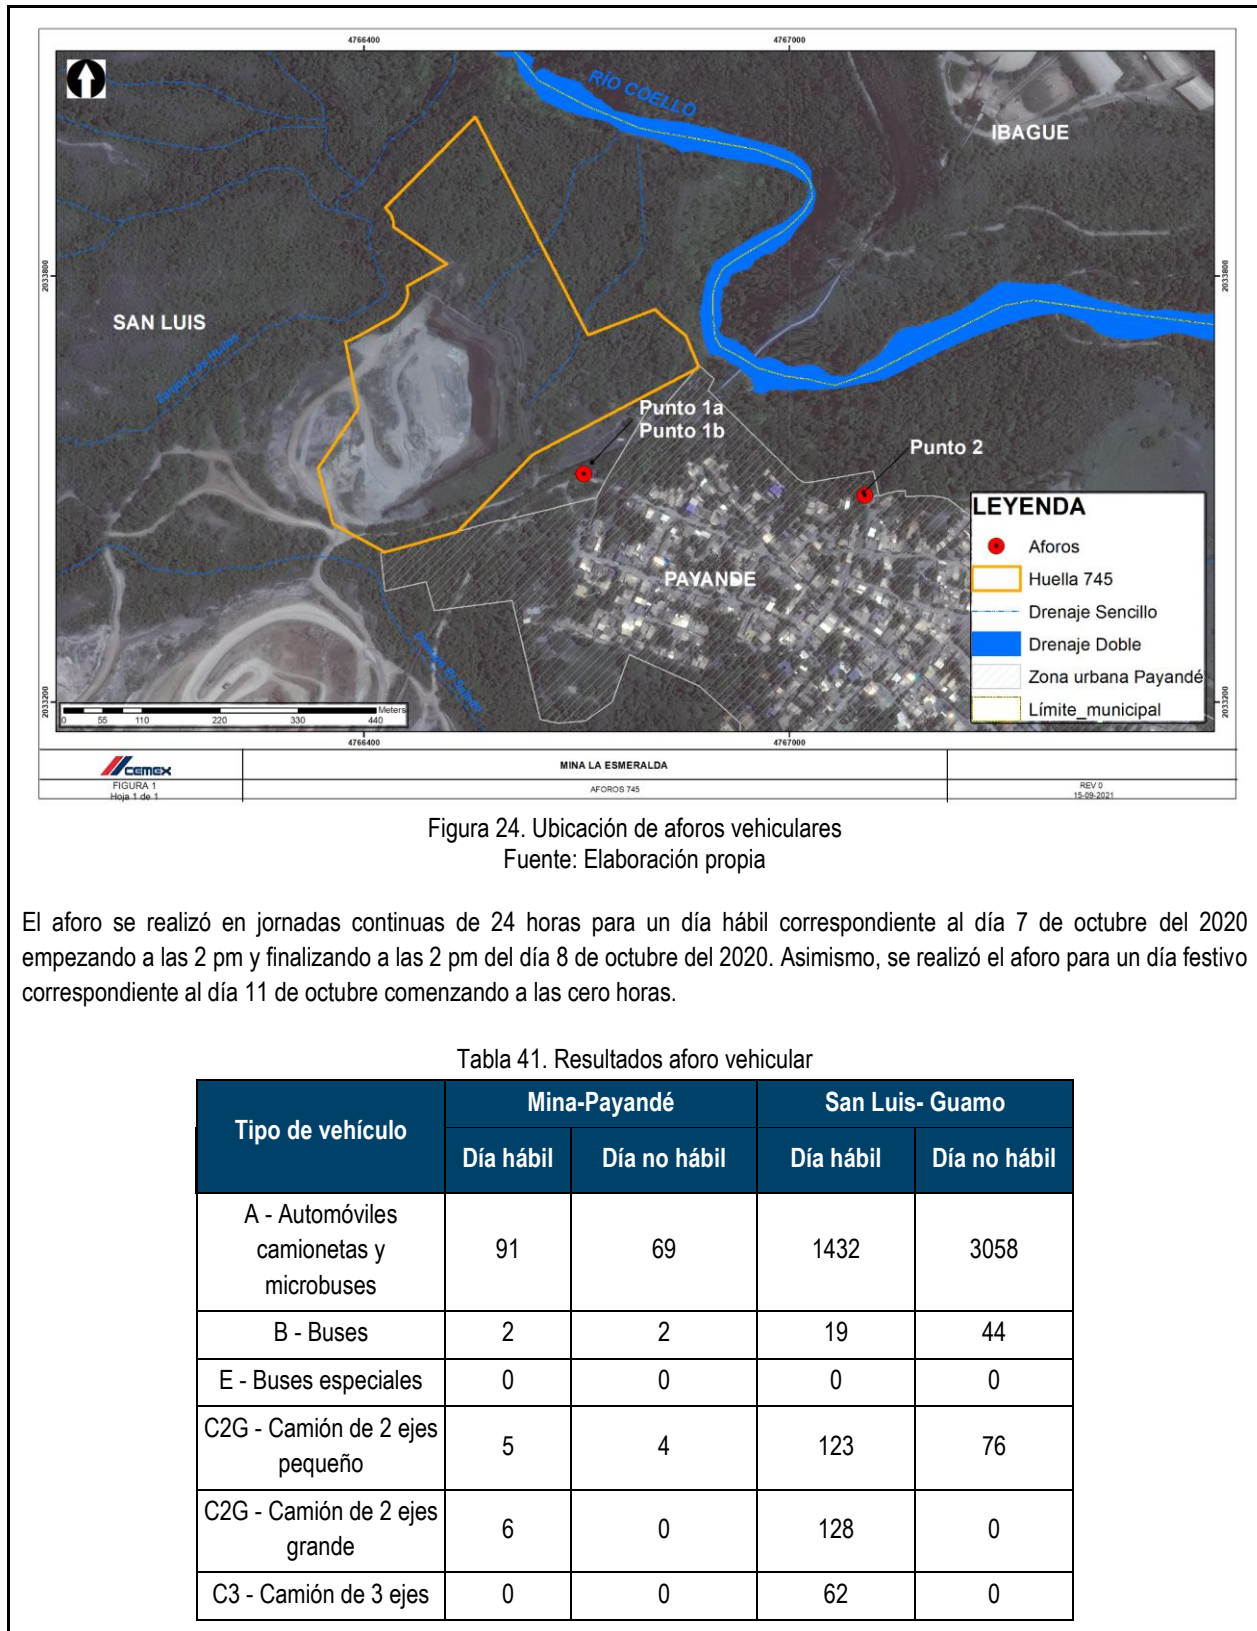 4766400
4767000
RÍO COELLO
IBAGUE
2033800
2033800
SAN LUIS
Zanjón Los Hullos
Punto 1a
Punto 1b
Punto 2
PAYANDE
LEYENDA
Aforos
Huella 745
Drenaje Sencillo
Drenaje Doble
Zona urbana Payandé
Límite_municipal
2033200
2033200
Meters
0 55 110 220 330 440
4766400
4767000
CEMEX
MINA LA ESMERALDA
FIGURA 1
Hoja 1 de 1
AFOROS 745
REV 0
15-09-2021
Figura 24. Ubicación de aforos vehiculares
Fuente: Elaboración propia
El aforo se realizó en jornadas continuas de 24 horas para un día hábil correspondiente al día 7 de octubre del 2020
empezando a las 2 pm y finalizando a las 2 pm del día 8 de octubre del 2020. Asimismo, se realizó el aforo para un día festivo
correspondiente al día 11 de octubre comenzando a las cero horas.
Tabla 41. Resultados aforo vehicular
Tipo de vehículo
Mina-Payandé
San Luis- Guamo
Día hábil
Día no hábil
Día hábil
Día no hábil
A - Automóviles
camionetas y
microbuses
91
69
1432
3058
B - Buses
2
2
19
44
E - Buses especiales
0
0
0
0
C2G - Camión de 2 ejes
pequeño
5
4
123
76
C2G - Camión de 2 ejes
grande
6
0
128
0
C3 - Camión de 3 ejes
0
0
62
0